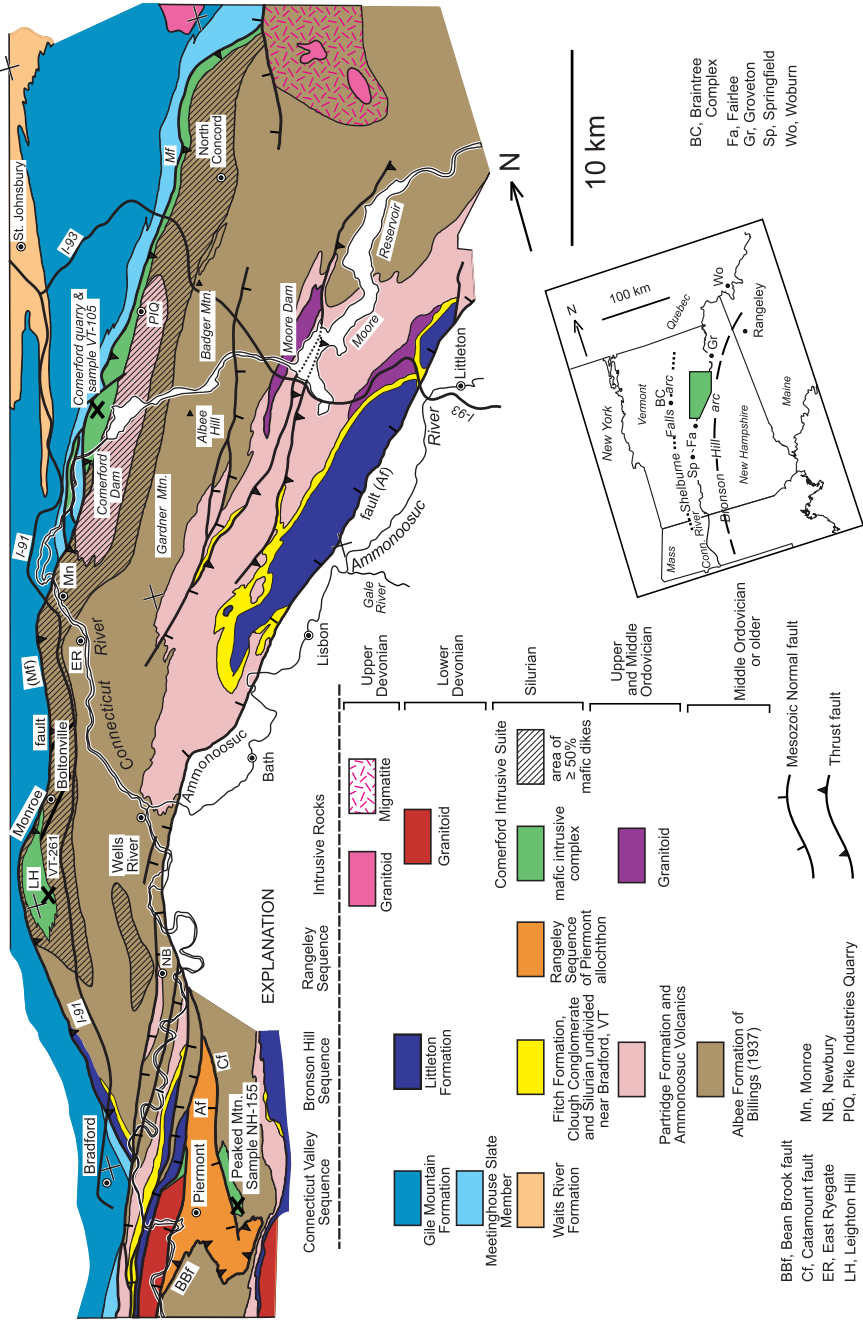 St. Johnsbury
I-93
Mf
North
Concord
Comerford quarry &
sample VT-105
PIQ
Badger Mtn.
Moore Dam
Moore
Reservoir
I-91
Comerford
Dam
Albee
Hill
Gardner Mtn.
I-93
Littleton
River
fault (Af)
Ammonoosuc
Gale
River
Lisbon
Mn
ER
River
Connecticut
(Mf)
fault
Monroe
Boltonville
Ammonoosuc
Bath
Wells
River
LH
VT-261
NB
I-91
Bradford
Cf
Af
Piermont
Peaked Mtn.
Sample NH-155
BBf
N
10 km
BC, Braintree
Complex
Fa, Fairlee
Gr, Groveton
Sp, Springfield
Wo, Woburn
N
100 km
Quebec
New York
Vermont
BC
Shelburne Falls arc
Mass
Conn. River
Sp
Fa
Gr
Wo
Rangeley
Bronson Hill arc
New Hampshire
Maine
EXPLANATION
Connecticut Valley
Sequence
Bronson Hill
Sequence
Rangeley
Sequence
Intrusive Rocks
Granitoid
Migmatite
Upper
Devonian
Gile Mountain
Formation
Littleton
Formation
Granitoid
Lower
Devonian
Meetinghouse Slate
Member
Waits River
Formation
Fitch Formation,
Clough Conglomerate
and Silurian undivided
near Bradford, VT
Rangeley
Sequence
of Piermont
allochthon
Comerford Intrusive Suite
mafic intrusive
complex
area of
≥ 50%
mafic dikes
Silurian
Partridge Formation and
Ammonoosuc Volcanics
Granitoid
Upper
and Middle
Ordovician
Albee Formation of
Billings (1937)
Middle Ordovician
or older
BBf, Bean Brook fault
Cf, Catamount fault
ER, East Ryegate
LH, Leighton Hill
Mn, Monroe
NB, Newbury
PIQ, Pike Industries Quarry
Mesozoic Normal fault
Thrust fault